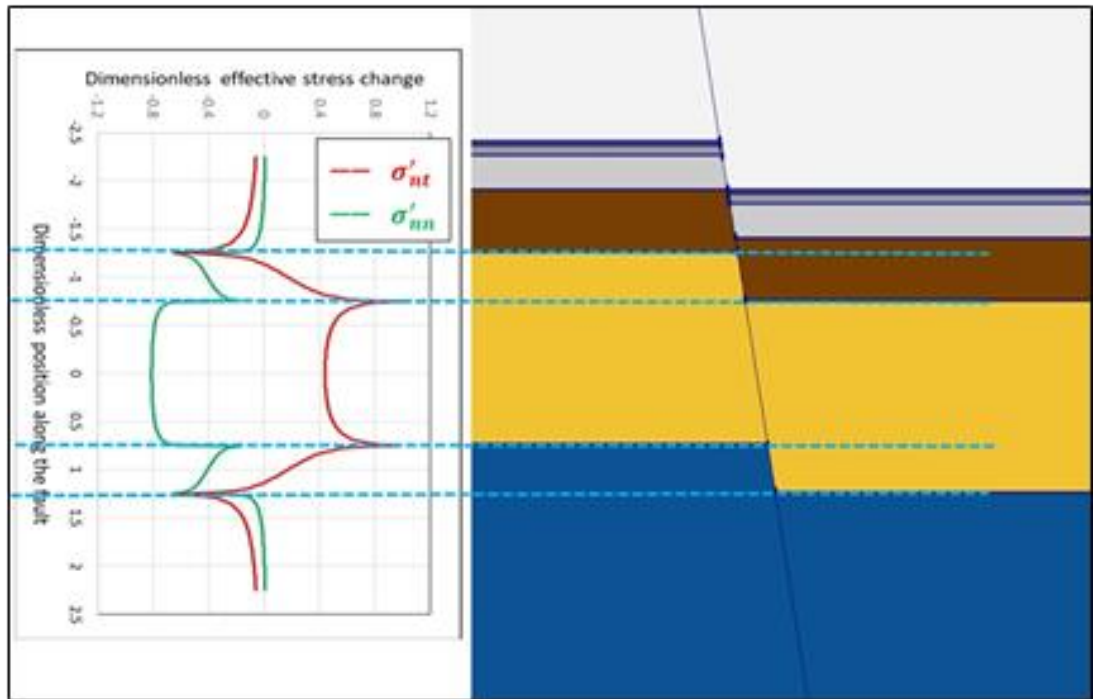 Dimensionless effective stress change
-1.2 -0.8 -0.4 0 0.4 0.8 1.2
-2.5
-2
-1.5
-1
-0.5
0
0.5
1
1.5
2
2.5
Dimensionless position along the fault
σ′nt
σ′nn